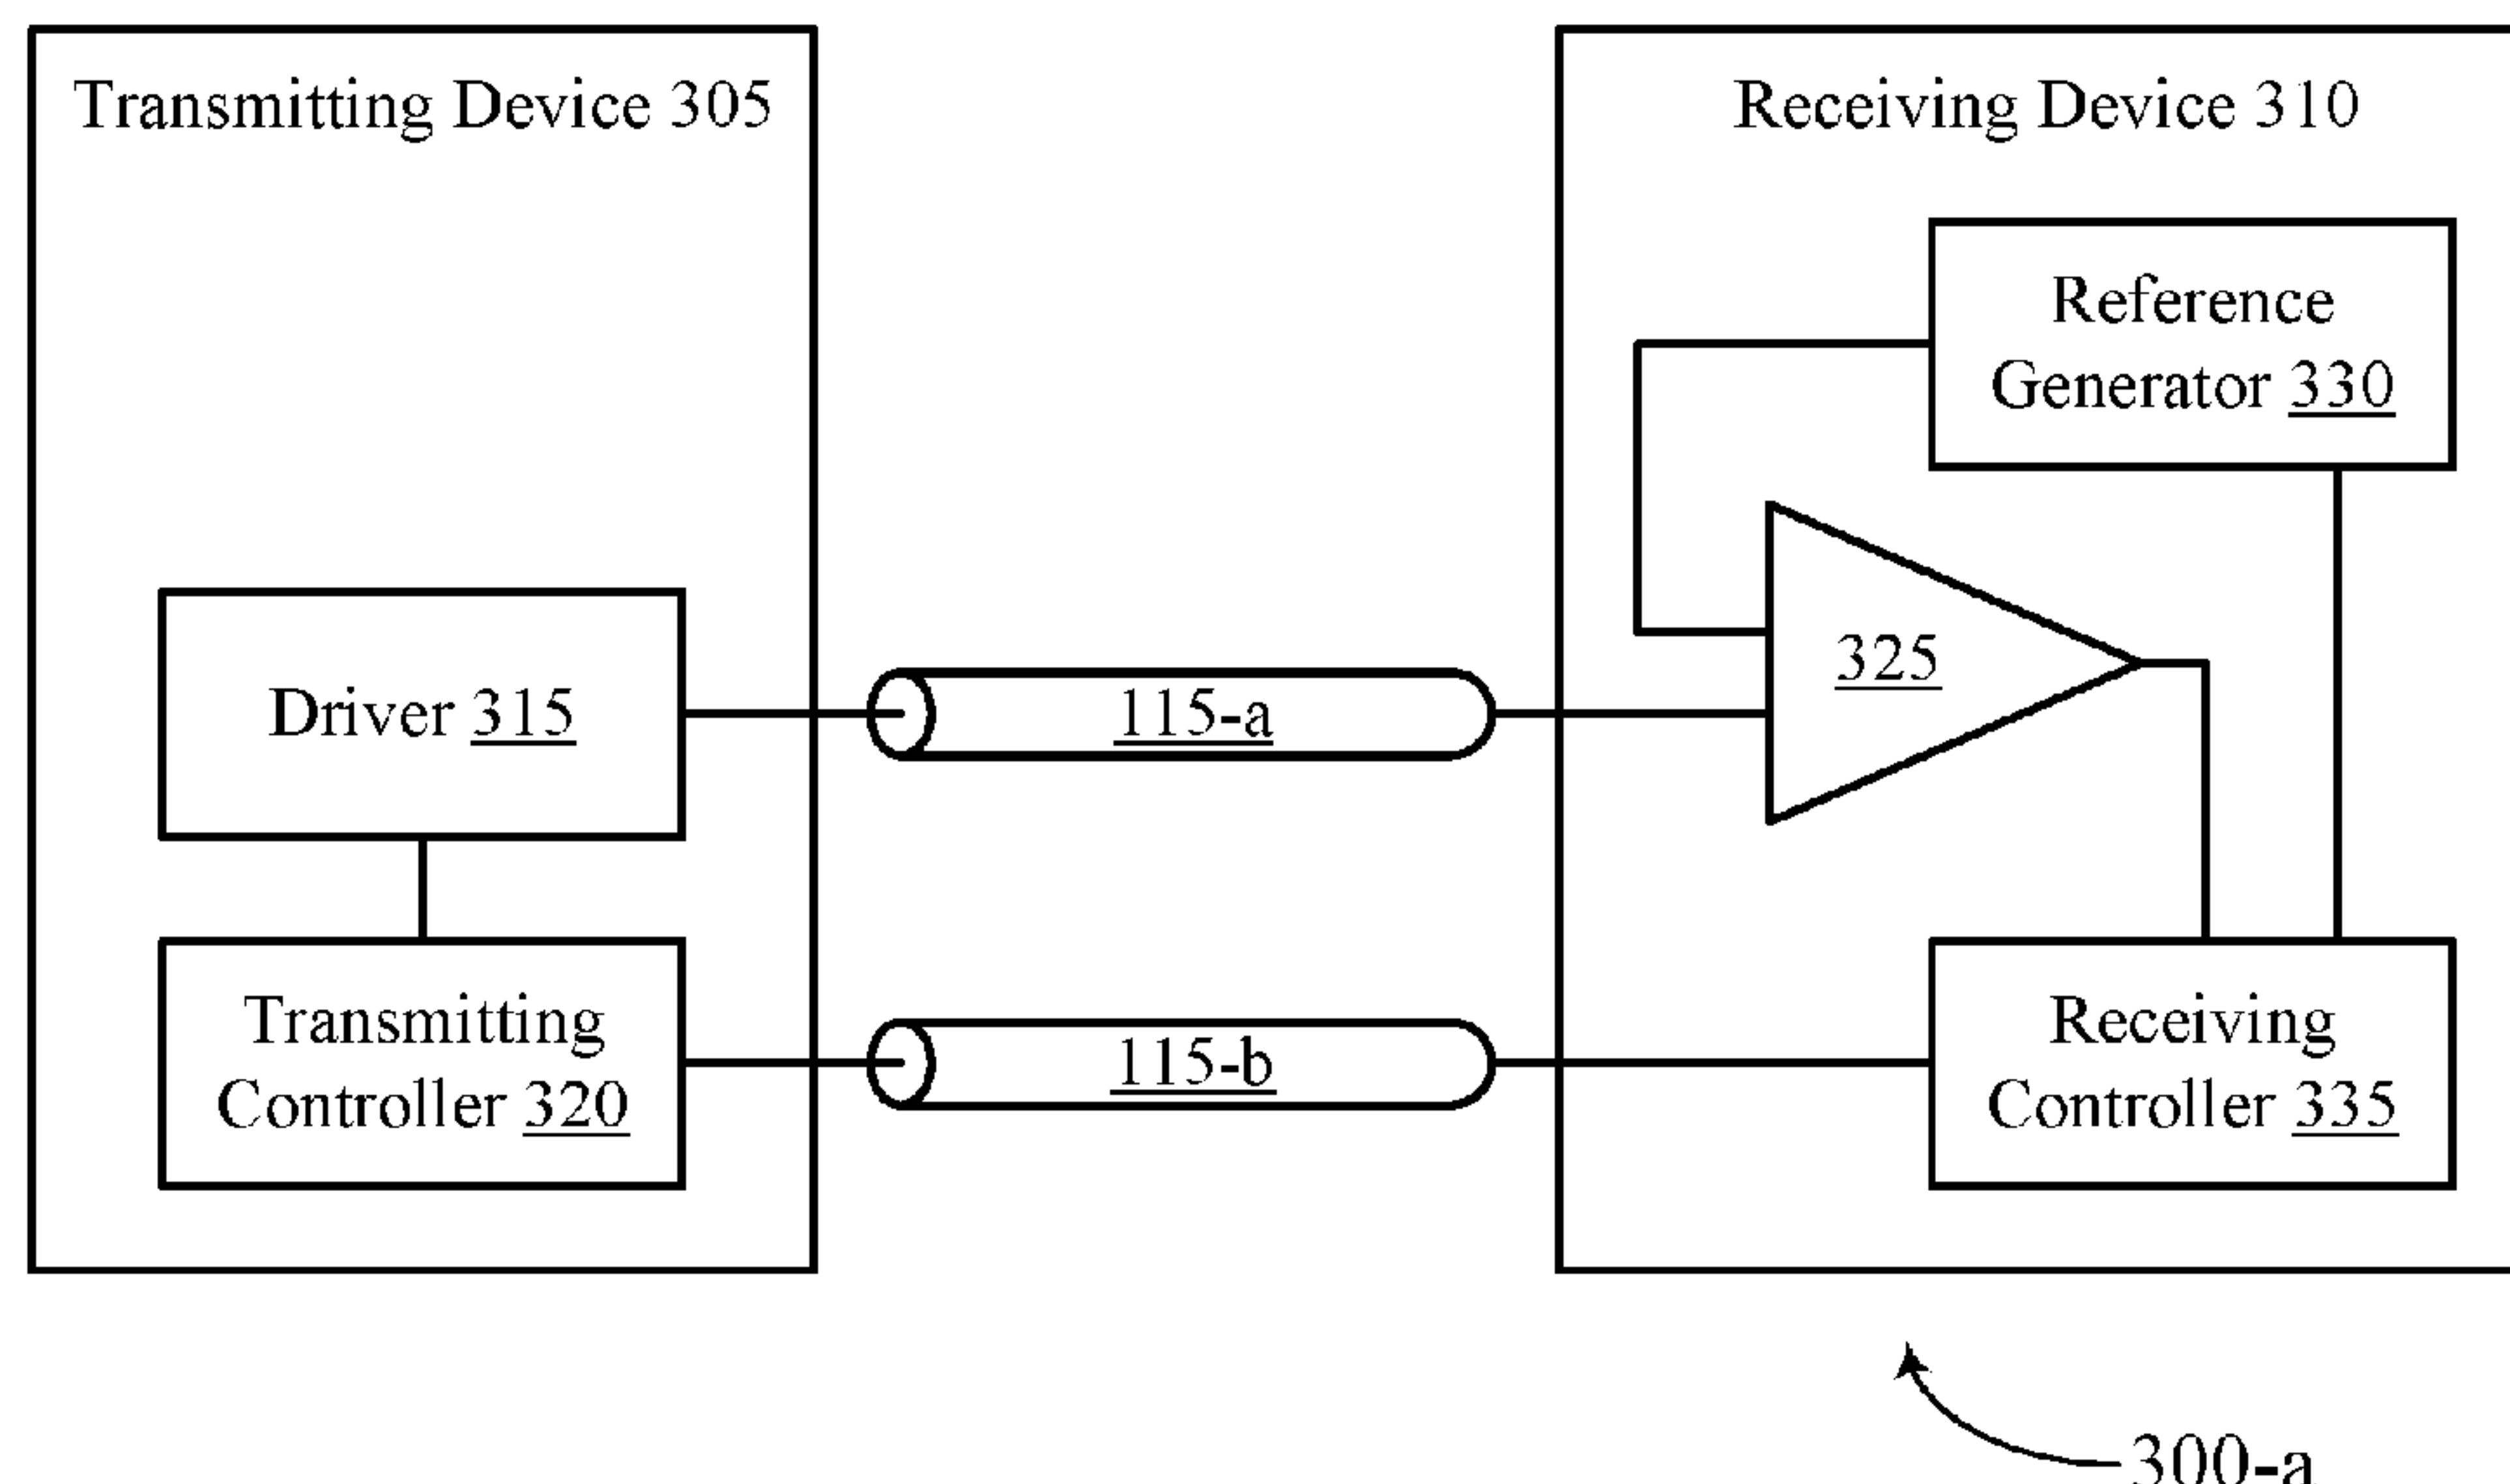 Transmitting Device 305
Receiving Device 310
Reference
Generator 330
325
Driver 315
115-a
Transmitting
Controller 320
115-b
Receiving
Controller 335
300-a